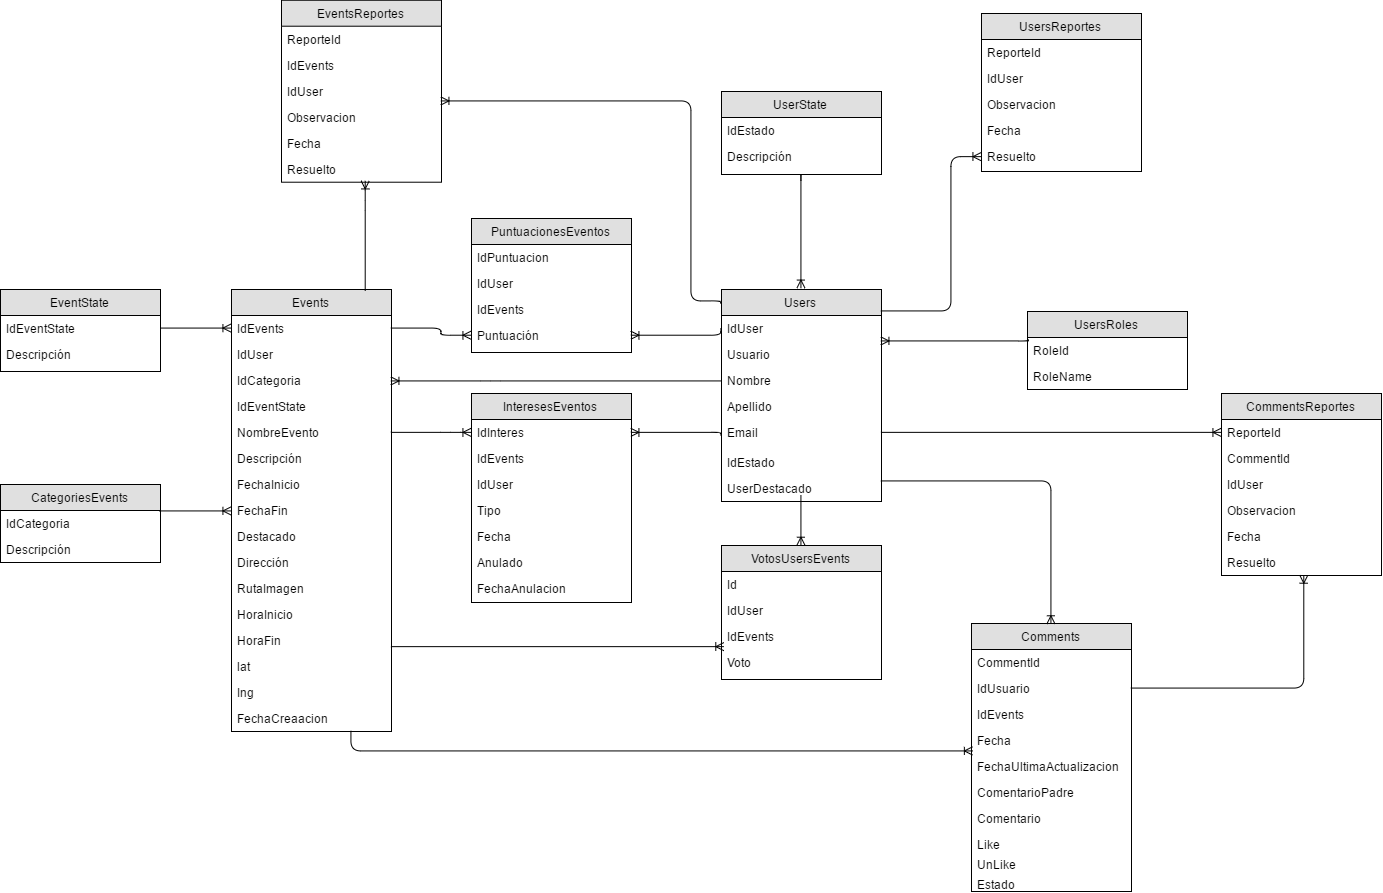 EventsReportes
ReporteId
IdEvents
IdUser
Observacion
Fecha
Resuelto
UsersReportes
ReporteId
IdUser
Observacion
Fecha
Resuelto
UserState
IdEstado
Descripción
PuntuacionesEventos
IdPuntuacion
IdUser
IdEvents
Puntuación
EventState
IdEventState
Descripción
Events
IdEvents
IdUser
IdCategoria
IdEventState
NombreEvento
Descripción
FechaInicio
FechaFin
Destacado
Dirección
RutaImagen
HoraInicio
HoraFin
lat
lng
FechaCreaacion
Users
IdUser
Usuario
Nombre
Apellido
Email
IdEstado
UserDestacado
UsersRoles
RoleId
RoleName
InteresesEventos
IdInteres
IdEvents
IdUser
Tipo
Fecha
Anulado
FechaAnulacion
CommentsReportes
ReporteId
CommentId
IdUser
Observacion
Fecha
Resuelto
CategoriesEvents
IdCategoria
Descripción
VotosUsersEvents
Id
IdUser
IdEvents
Voto
Comments
CommentId
IdUsuario
IdEvents
Fecha
FechaUltimaActualizacion
ComentarioPadre
Comentario
Like
UnLike
Estado